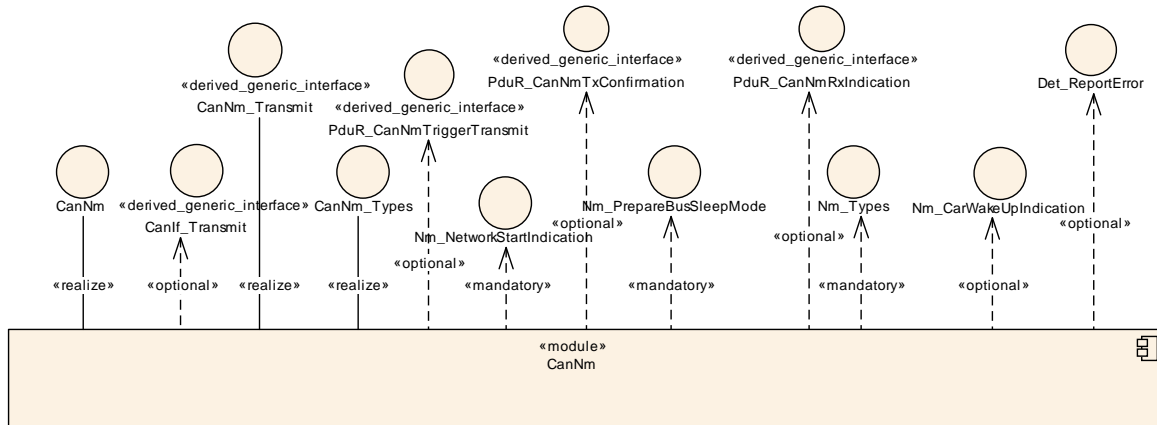 «derived_generic_interface»
CanNm_Transmit
«derived_generic_interface»
PduR_CanNmTriggerTransmit
«derived_generic_interface»
PduR_CanNmTxConfirmation
«derived_generic_interface»
PduR_CanNmRxIndication
Det_ReportError
CanNm
«derived_generic_interface»
CanIf_Transmit
CanNm_Types
Nm_NetworkStartIndication
Nm_PrepareBusSleepMode
Nm_Types
Nm_CarWakeUpIndication
«realize»
«optional»
«realize»
«realize»
«optional»
«mandatory»
«optional»
«mandatory»
«optional»
«mandatory»
«optional»
«optional»
«module»
CanNm